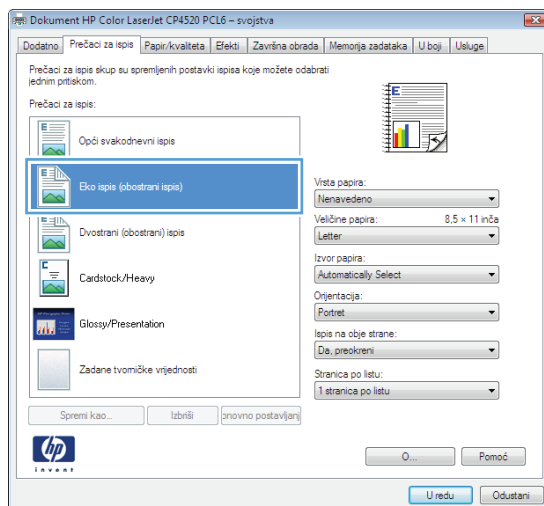 Dokument HP Color LaserJet CP4520 PCL6 – svojstva
Dodatno Prečaci za ispis Papir/kvaliteta Efekti Završna obrada Memorija zadataka U boji Usluge
Prečaci za ispis skup su spremljenih postavki ispisa koje možete odabrati
jednim pritiskom.
Prečaci za ispis:
Opći svakodnevni ispis
Eko ispis (obostrani ispis)
Dvostrani (obostrani) ispis
Cardstock/Heavy
Glossy/Presentation
Zadane tvorničke vrijednosti
Spremi kao... Izbriši onovno postavljanj
Vrsta papira:
Nenavedeno
Veličine papira: 8,5 × 11 inča
Letter
Izvor papira:
Automatically Select
Orijentacija:
Portret
Ispis na obje strane:
Da, preokreni
Stranica po listu:
1 stranica po listu
hp
invent
O... Pomoć
U redu Odustani